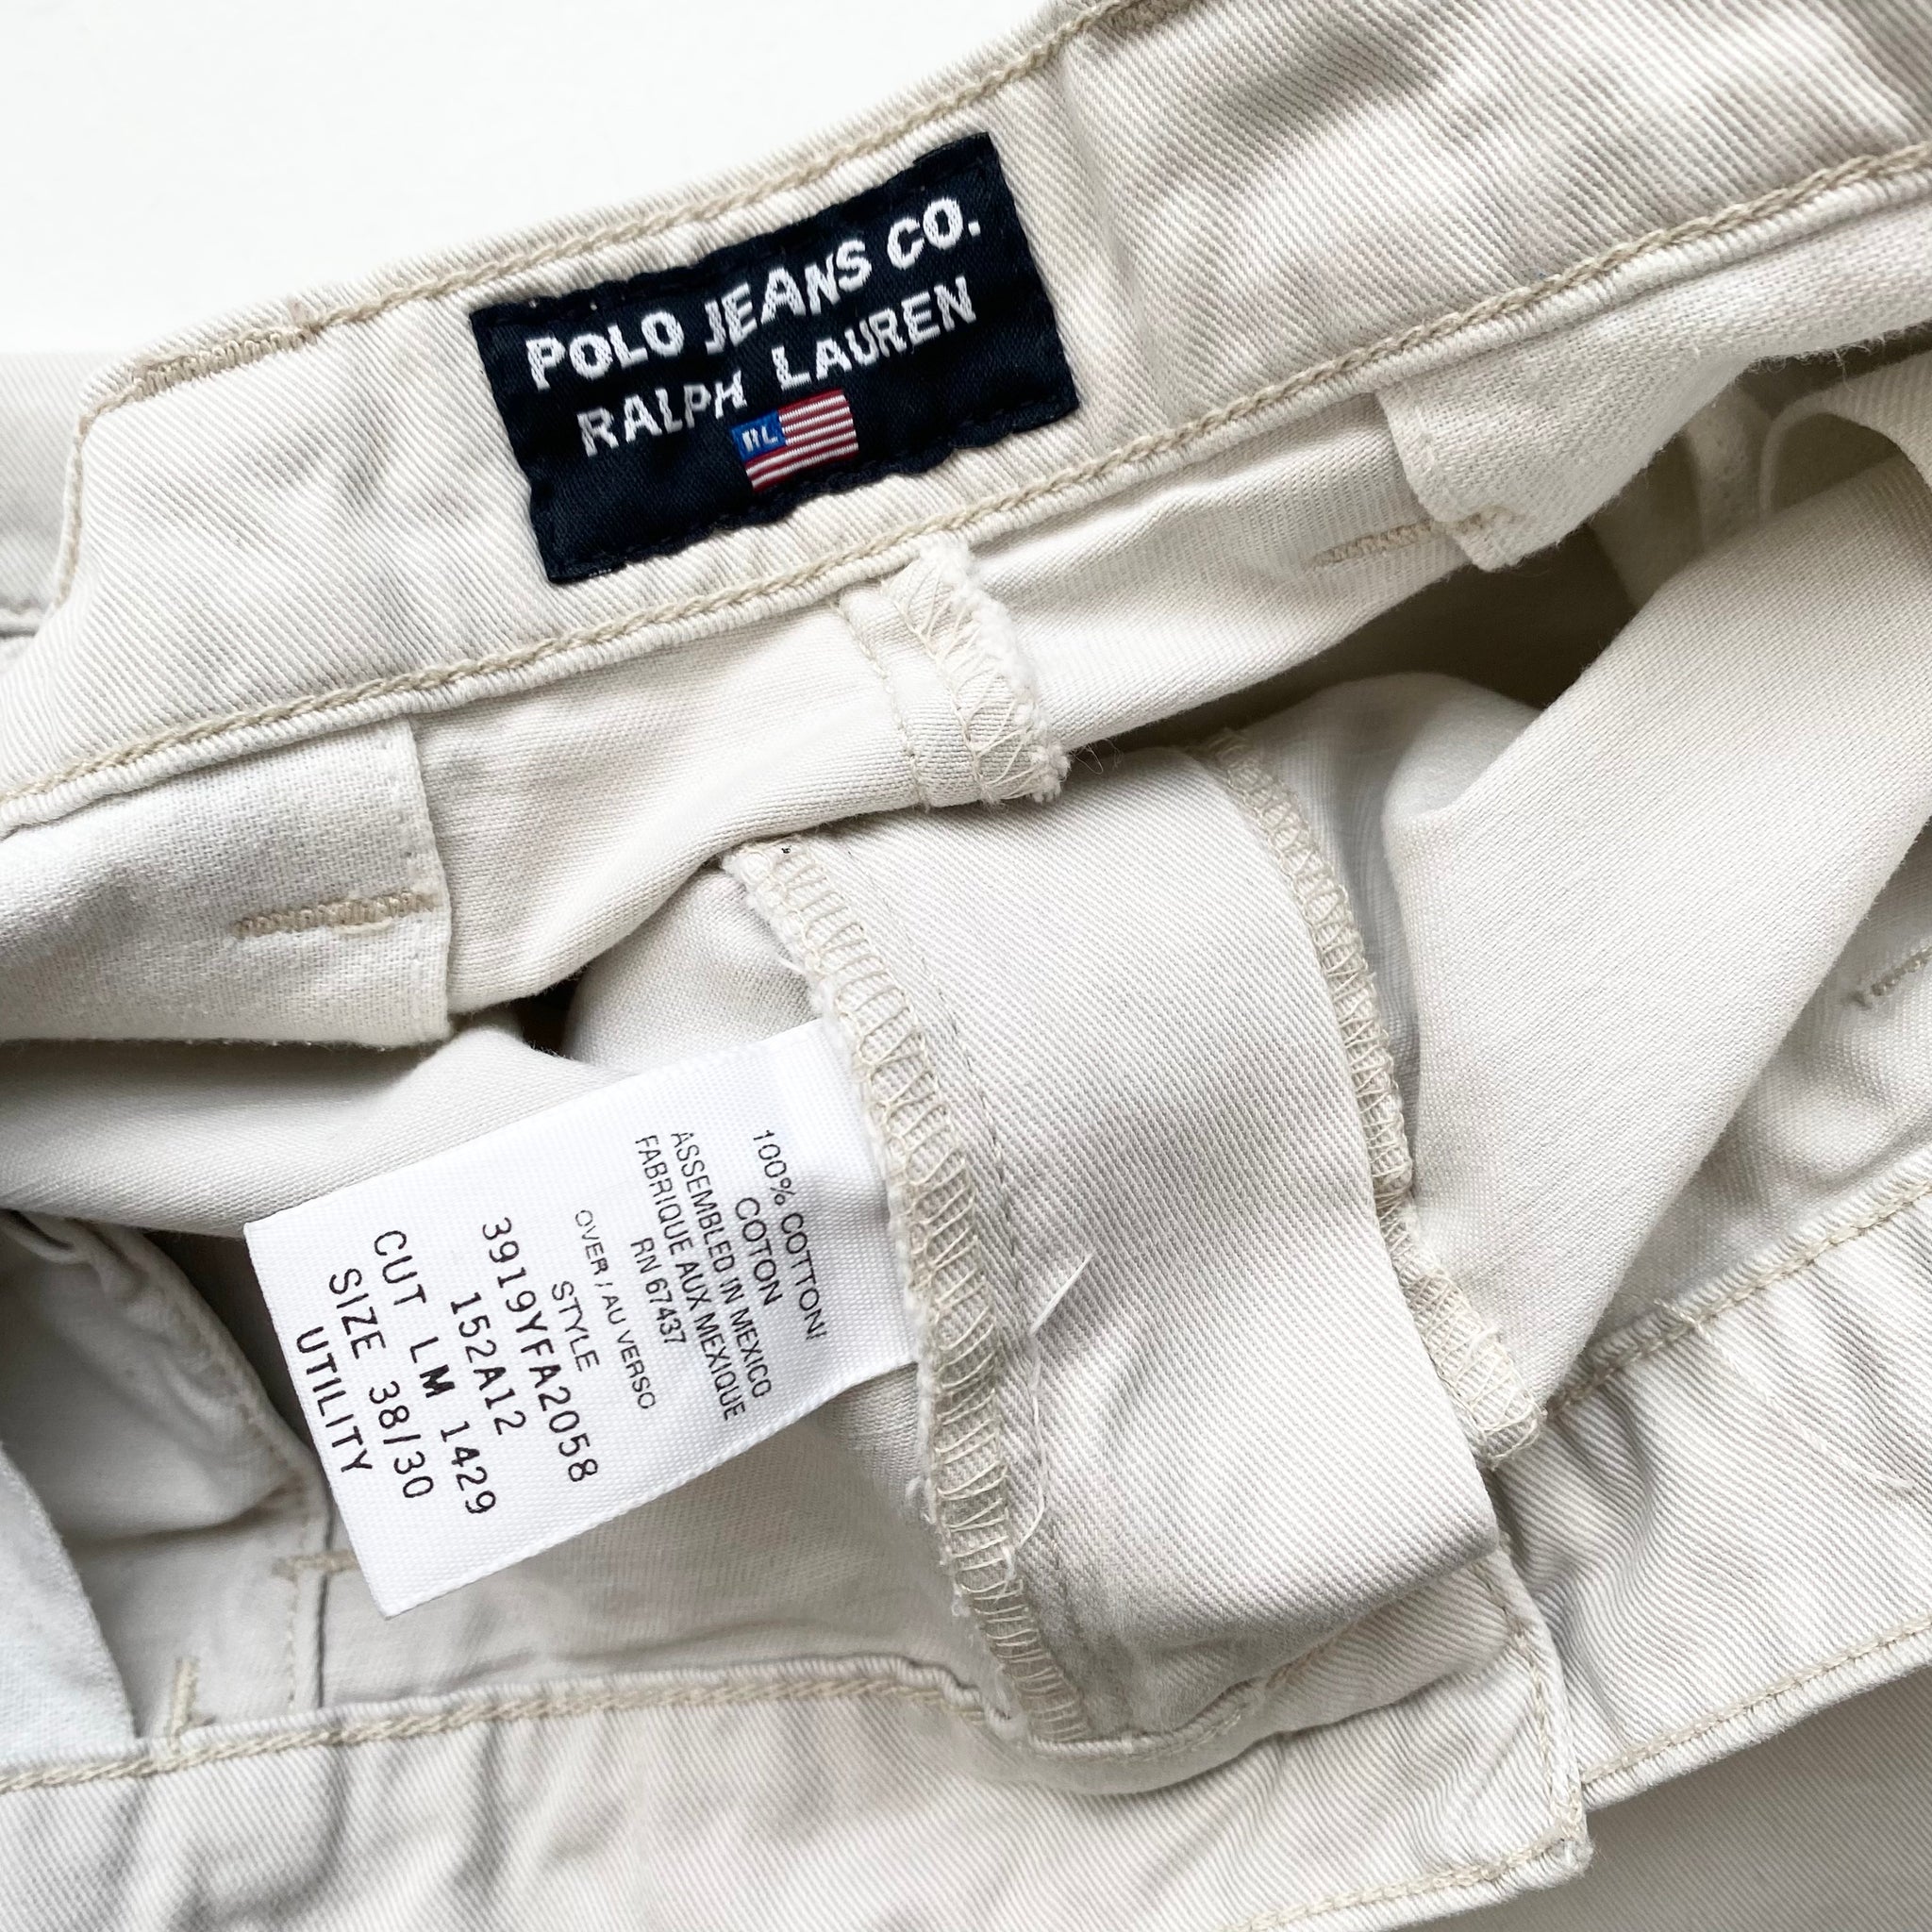 POLO JEANS CO.
RALPH LAUREN
RL
100% COTTON
COTON
ASSEMBLED IN MEXICO
FABRIQUE AUX MEXIQUE
RN 67437
OVER / AU VERSO
STYLE
3919YFA2058
152A12
CUT LM 1429
SIZE 38/30
UTILITY